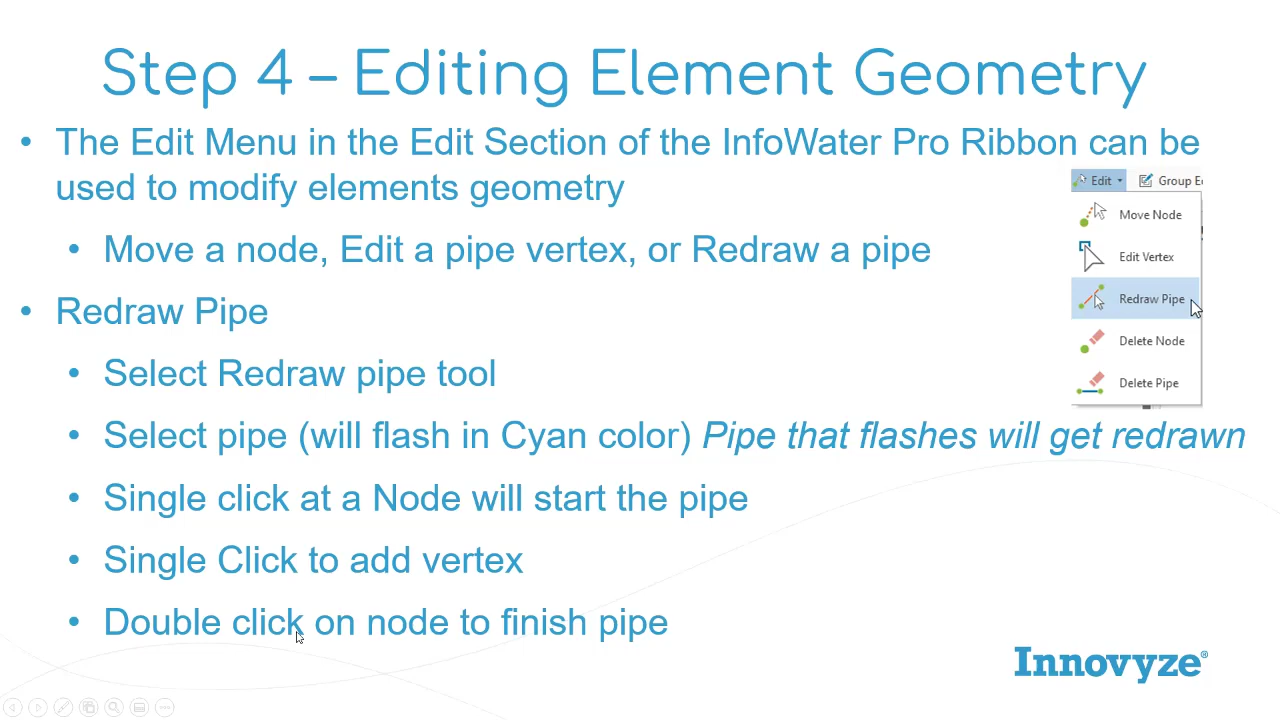 Step 4 – Editing Element Geometry
• The Edit Menu in the Edit Section of the InfoWater Pro Ribbon can be
used to modify elements geometry
• Move a node, Edit a pipe vertex, or Redraw a pipe
• Redraw Pipe
• Select Redraw pipe tool
• Select pipe (will flash in Cyan color) Pipe that flashes will get redrawn
• Single click at a Node will start the pipe
• Single Click to add vertex
• Double click on node to finish pipe
Edit Group
Move Node
Edit Vertex
Redraw Pipe
Delete Node
Delete Pipe
Innovyze®